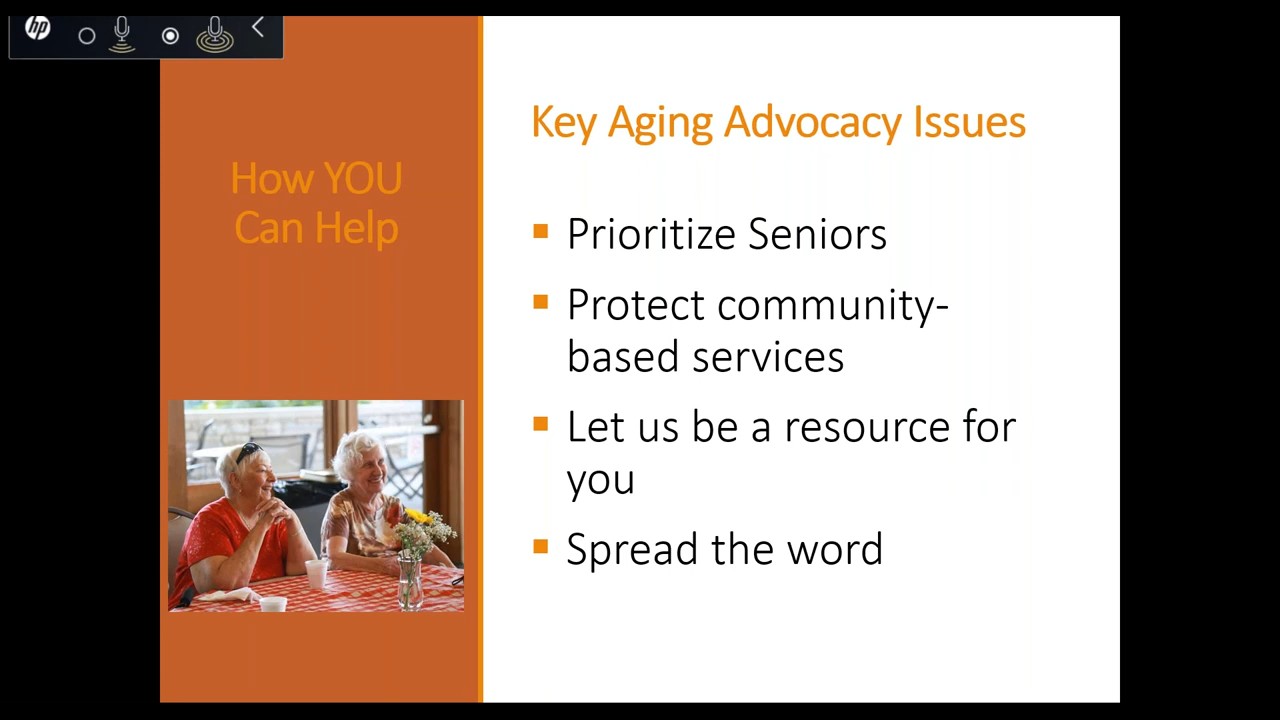 hp
How YOU
Can Help
Key Aging Advocacy Issues
Prioritize Seniors
Protect community-
based services
Let us be a resource for
you
Spread the word